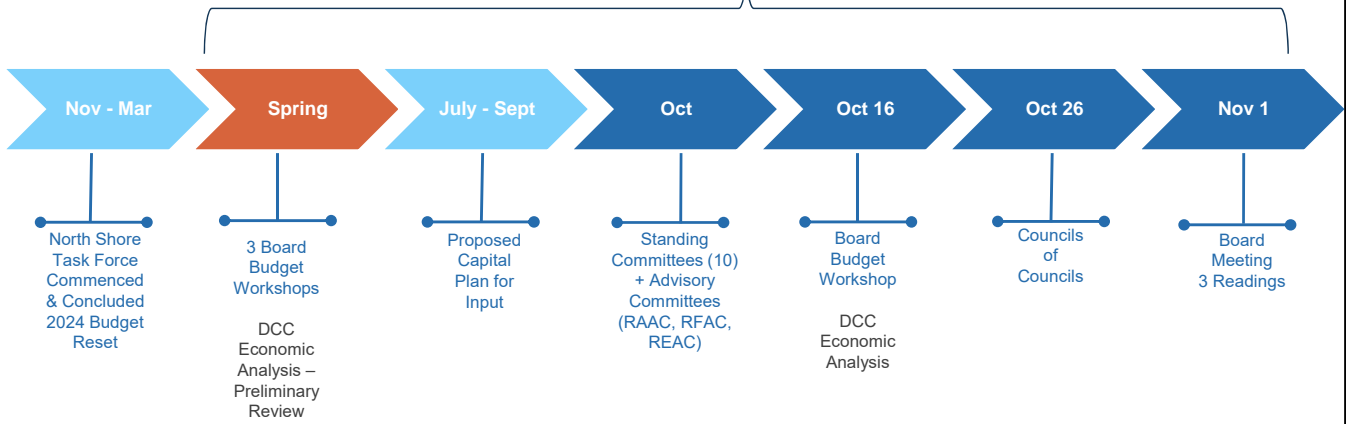 Nov - Mar
Spring
July - Sept
Oct
Oct 16
Oct 26
Nov 1
North Shore
Task Force
Commenced
& Concluded
2024 Budget
Reset
3 Board
Budget
Workshops
DCC
Economic
Analysis –
Preliminary
Review
Proposed
Capital
Plan for
Input
Standing
Committees (10)
+ Advisory
Committees
(RAAC, RFAC,
REAC)
Board
Budget
Workshop
DCC
Economic
Analysis
Councils
of
Councils
Board
Meeting
3 Readings